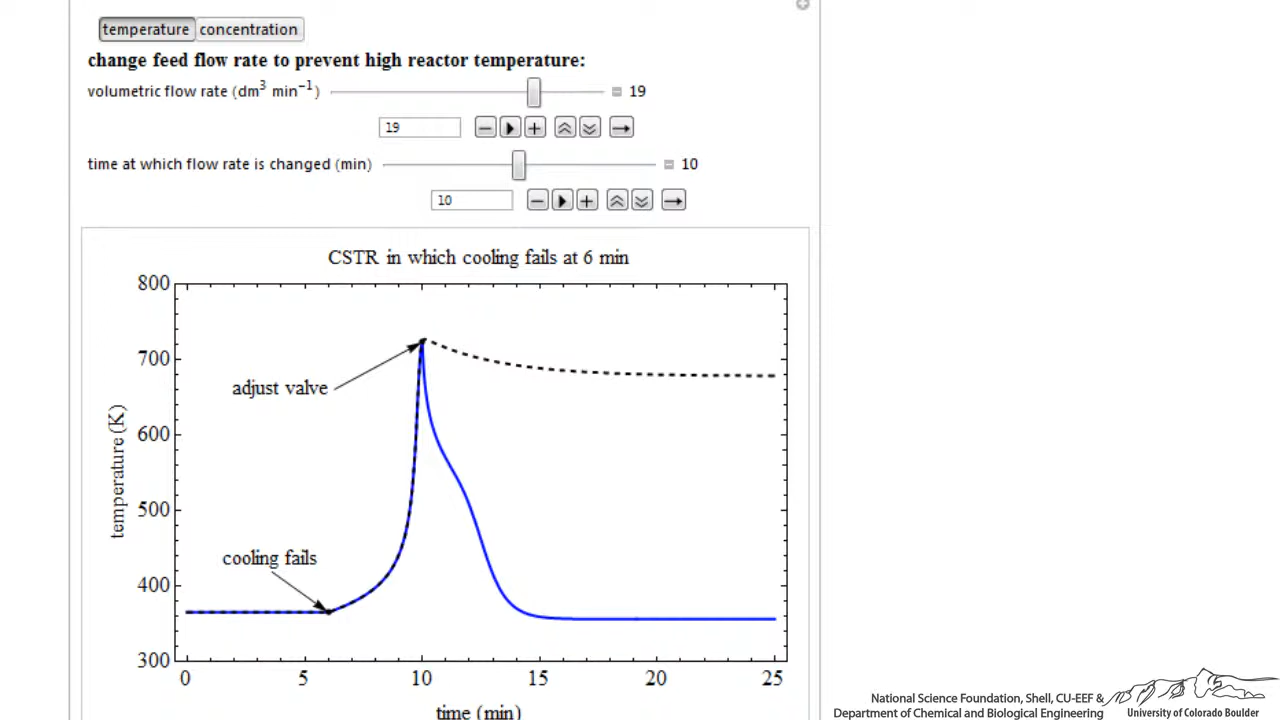 temperature concentration
change feed flow rate to prevent high reactor temperature:
volumetric flow rate (dm³ min⁻¹) 19
19
time at which flow rate is changed (min) 10
10
CSTR in which cooling fails at 6 min
800
700
adjust valve
600
500
cooling fails
400
300
temperature (K)
0 5 10 15 20 25
time (min)
National Science Foundation, Shell, CU-EEF &
Department of Chemical and Biological Engineering
University of Colorado Boulder